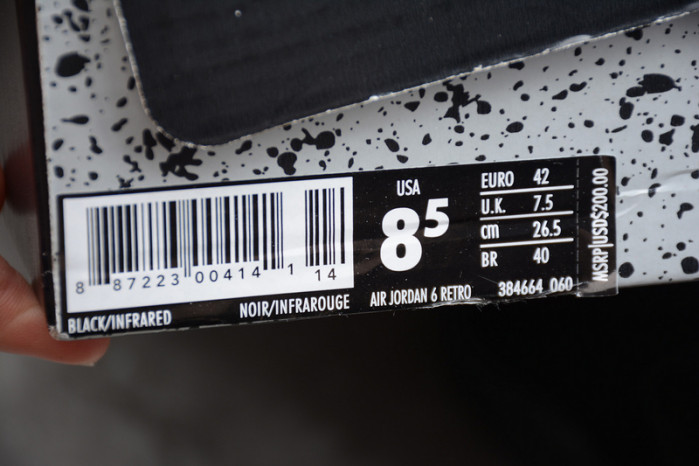 8 87223 00414 1 14
BLACK/INFRARED NOIR/INFRAROUGE
USA
8⁵
AIR JORDAN 6 RETRO
EURO 42
U.K. 7.5
cm 26.5
BR 40
384664 060
MSRP USD$200.00